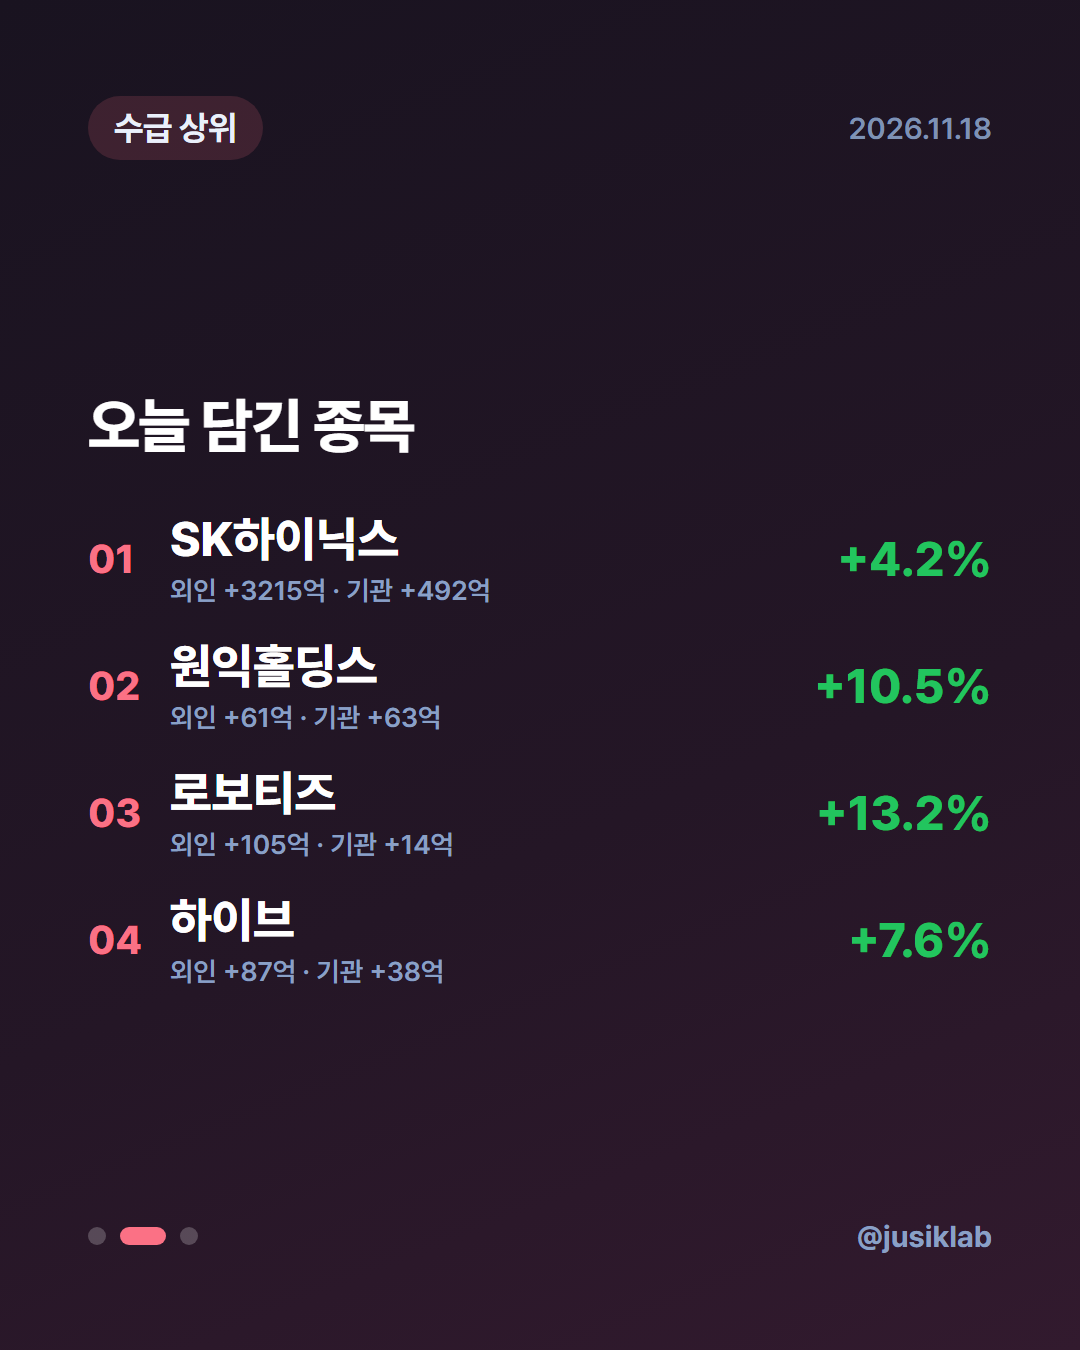 수급 상위
2026.11.18
오늘 담긴 종목
01
SK하이닉스
외인 +3215억 · 기관 +492억
+4.2%
02
원익홀딩스
외인 +61억 · 기관 +63억
+10.5%
03
로보티즈
외인 +105억 · 기관 +14억
+13.2%
04
하이브
외인 +87억 · 기관 +38억
+7.6%
@jusiklab